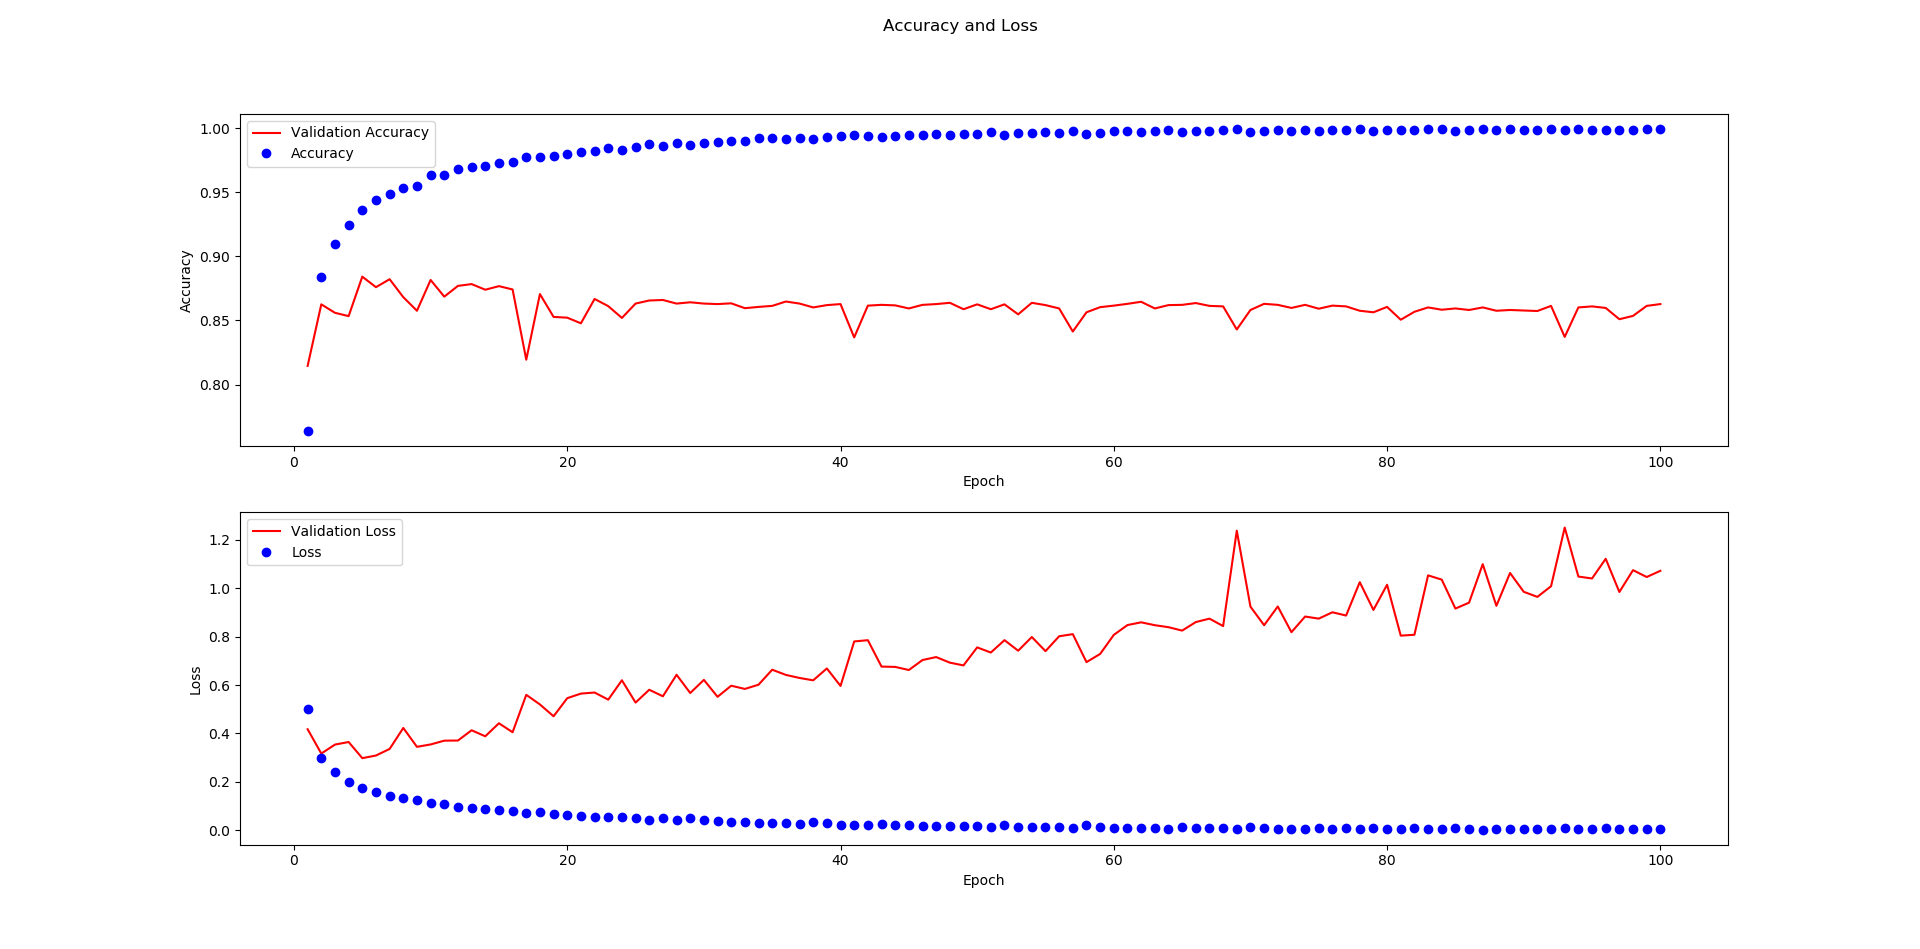 Accuracy and Loss
Validation Accuracy
Accuracy
1.00
0.95
0.90
0.85
0.80
Accuracy
0 20 40 60 80 100
Epoch
Validation Loss
Loss
1.2
1.0
0.8
0.6
0.4
0.2
0.0
Loss
0 20 40 60 80 100
Epoch